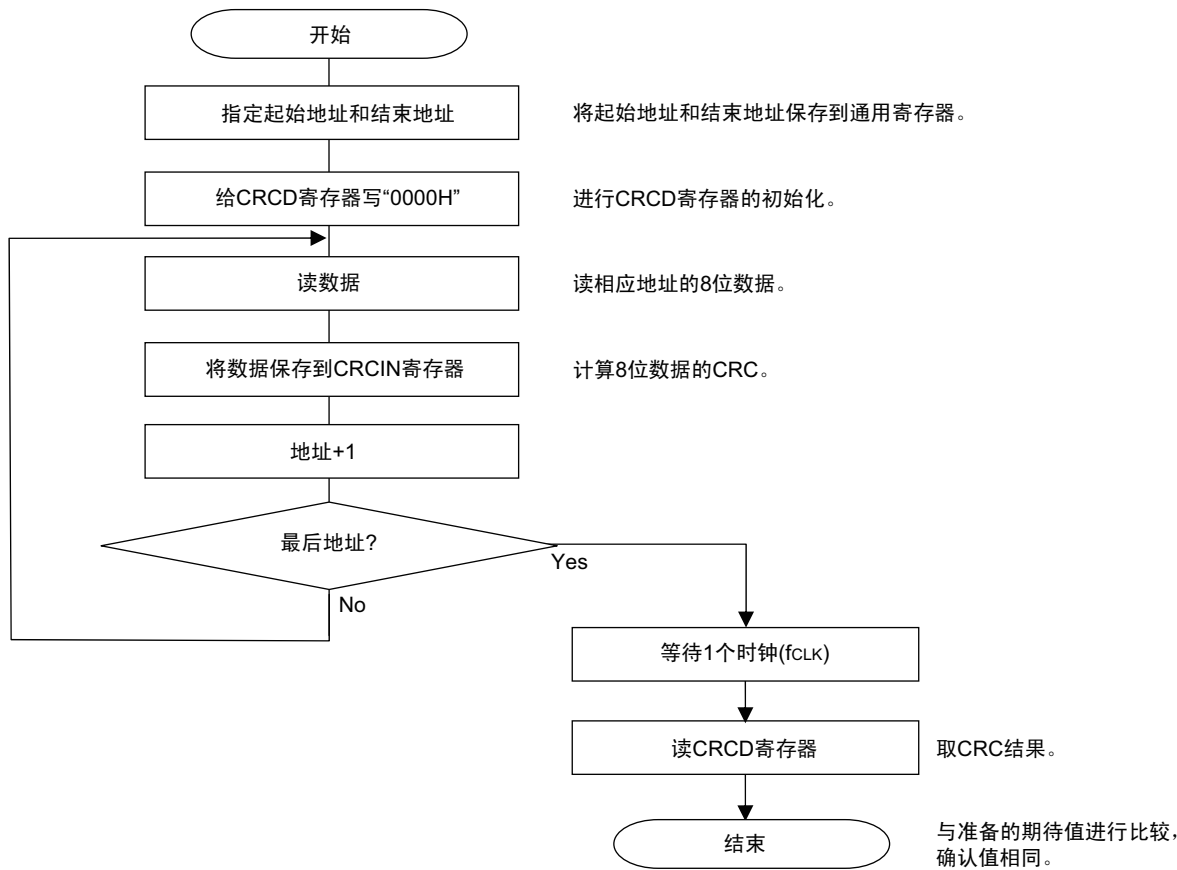 开始
指定起始地址和结束地址
将起始地址和结束地址保存到通用寄存器。
给CRCD寄存器写“0000H”
进行CRCD寄存器的初始化。
读数据
读相应地址的8位数据。
将数据保存到CRCIN寄存器
计算8位数据的CRC。
地址+1
最后地址?
Yes
No
等待1个时钟(fCLK)
读CRCD寄存器
取CRC结果。
结束
与准备的期待值进行比较，
确认值相同。